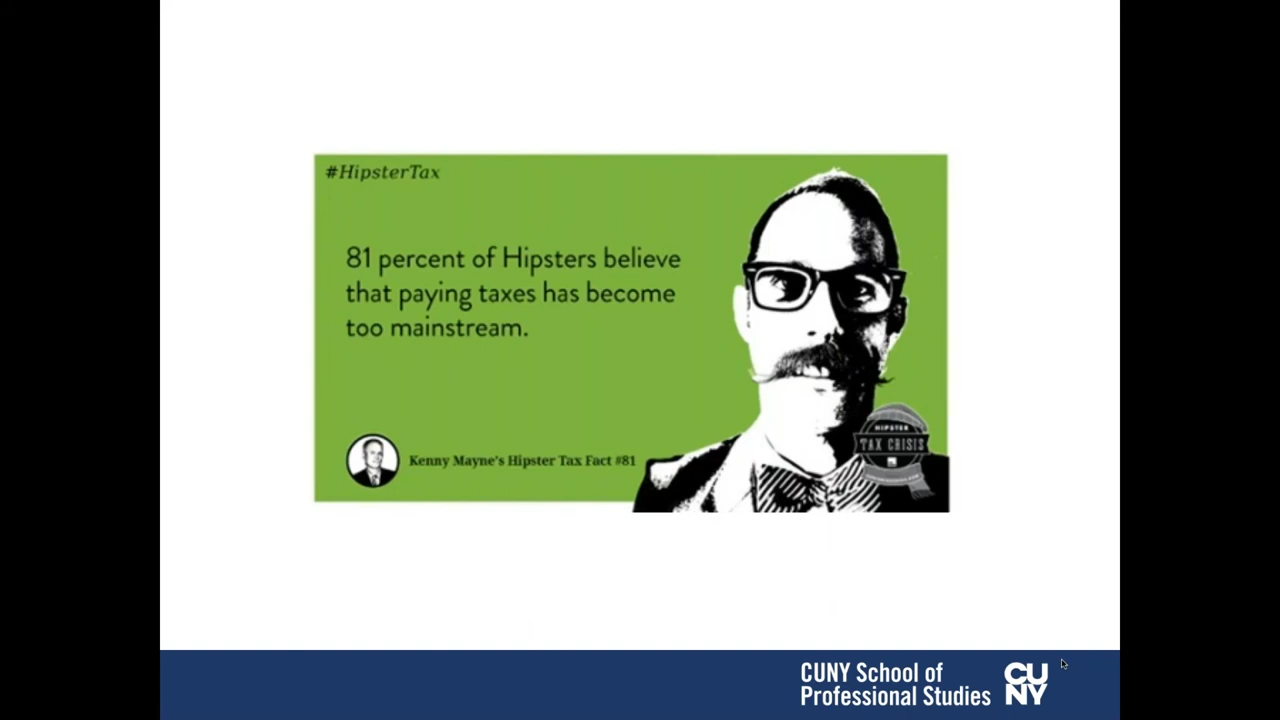 #HipsterTax
81 percent of Hipsters believe
that paying taxes has become
too mainstream.
Kenny Mayne's Hipster Tax Fact #81
HIPSTER
TAX CRISIS
CUNY School of
Professional Studies
CU
NY